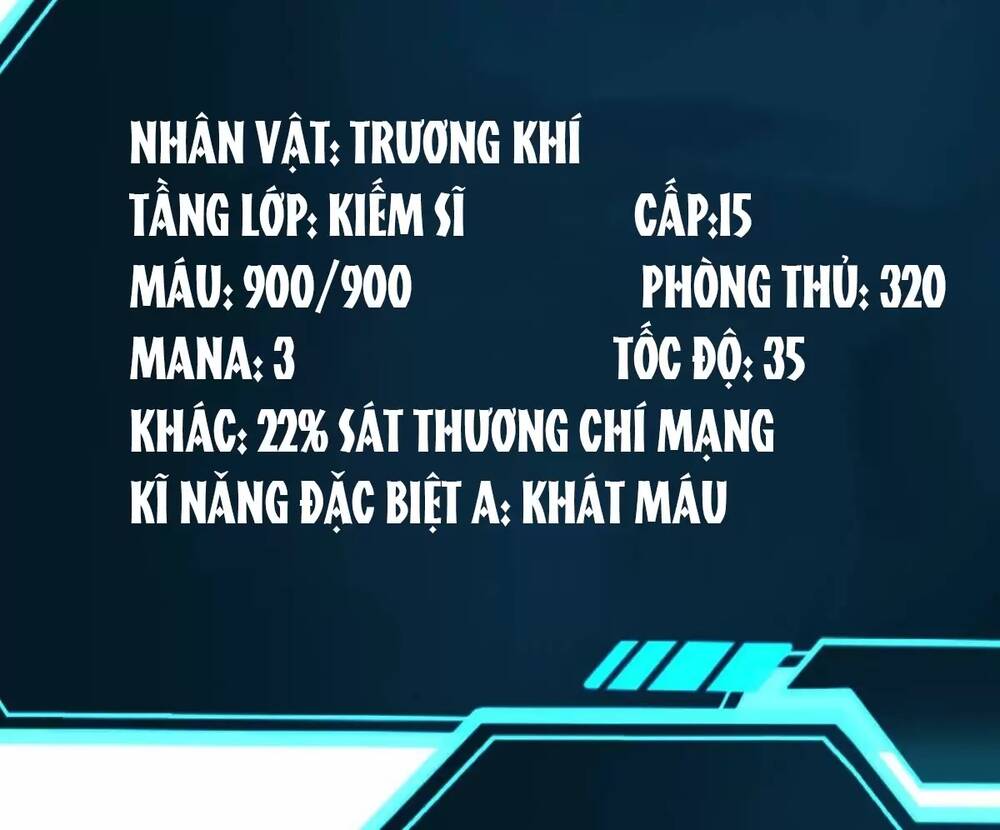 NHÂN VẬT: TRƯƠNG KHÍ
TẦNG LỚP: KIẾM SĨ CẤP:15
MÁU: 900/900 PHÒNG THỦ: 320
MANA: 3 TỐC ĐỘ: 35
KHÁC: 22% SÁT THƯƠNG CHÍ MẠNG
KĨ NĂNG ĐẶC BIỆT A: KHÁT MÁU